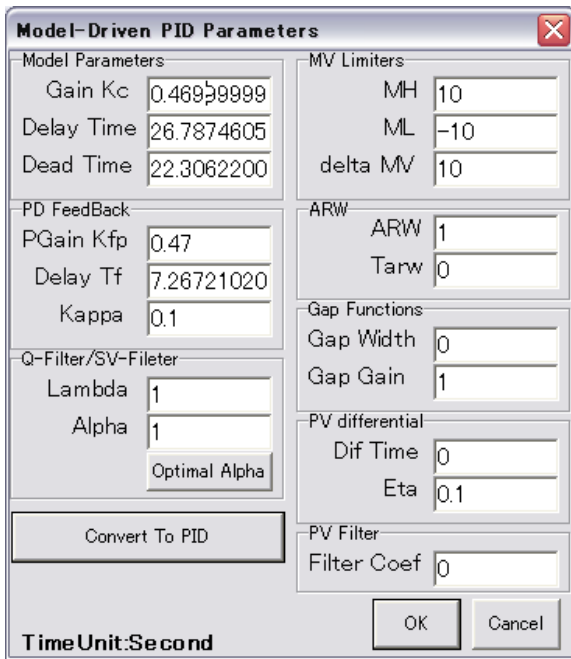 Model-Driven PID Parameters
Model Parameters
Gain Kc 0.46999999
Delay Time 26.7874605
Dead Time 22.3062200
PD FeedBack
PGain Kfp 0.47
Delay Tf 7.26721020
Kappa 0.1
Q-Filter/SV-Fileter
Lambda 1
Alpha 1
Optimal Alpha
Convert To PID
TimeUnit:Second
MV Limiters
MH 10
ML -10
delta MV 10
ARW
ARW 1
Tarw 0
Gap Functions
Gap Width 0
Gap Gain 1
PV differential
Dif Time 0
Eta 0.1
PV Filter
Filter Coef 0
OK
Cancel